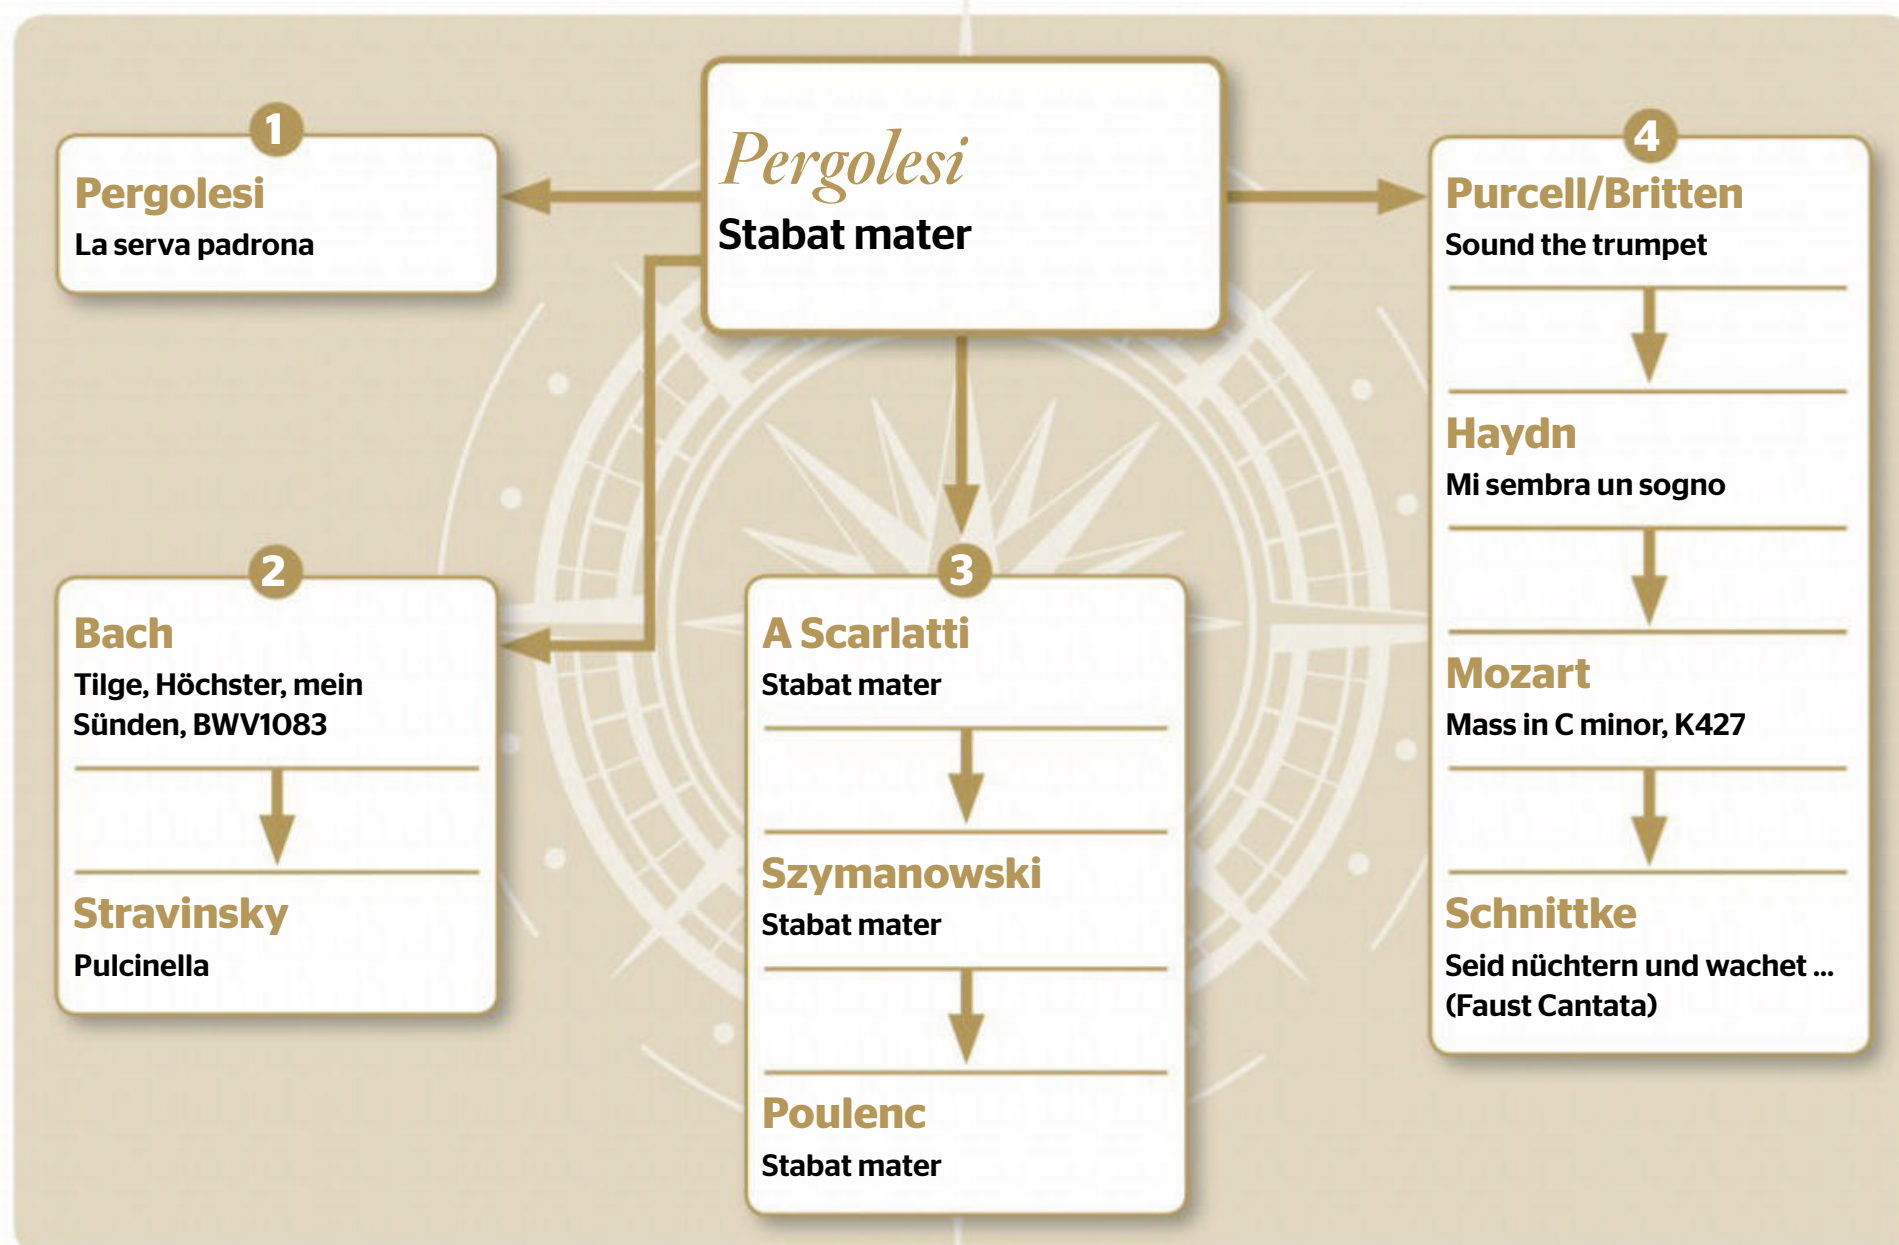 Pergolesi
Stabat mater
1
Pergolesi
La serva padrona
2
Bach
Tilge, Höchster, mein
Sünden, BWV1083
Stravinsky
Pulcinella
3
A Scarlatti
Stabat mater
Szymanowski
Stabat mater
Poulenc
Stabat mater
4
Purcell/Britten
Sound the trumpet
Haydn
Mi sembra un sogno
Mozart
Mass in C minor, K427
Schnittke
Seid nüchtern und wachet ...
(Faust Cantata)